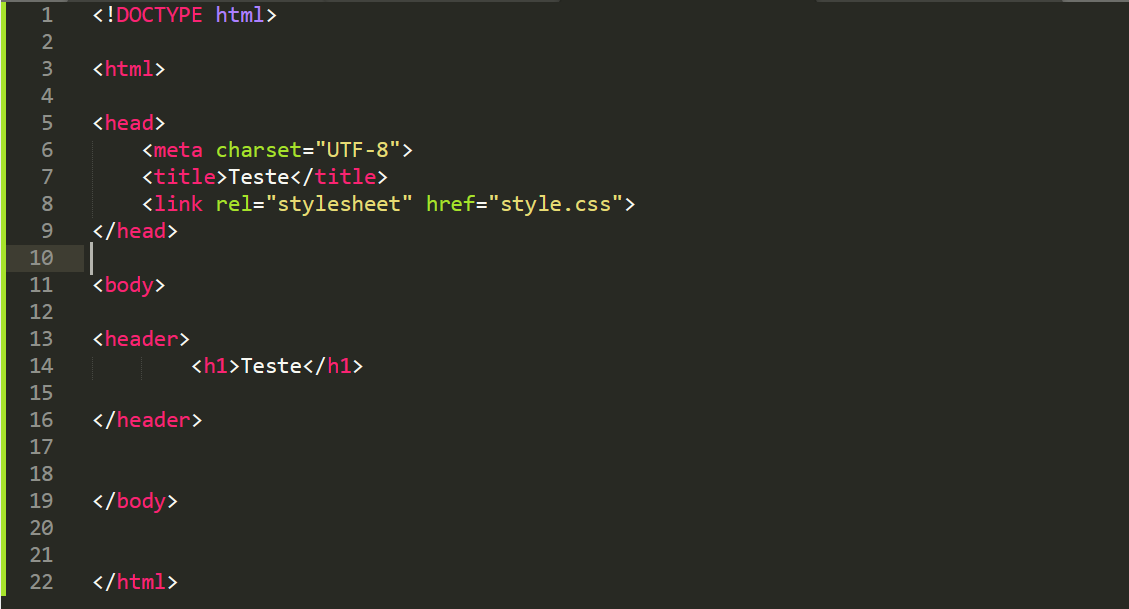 1 <!DOCTYPE html>
2
3 <html>
4
5 <head>
6     <meta charset="UTF-8">
7     <title>Teste</title>
8     <link rel="stylesheet" href="style.css">
9 </head>
10
11 <body>
12
13 <header>
14         <h1>Teste</h1>
15
16 </header>
17
18
19 </body>
20
21
22 </html>